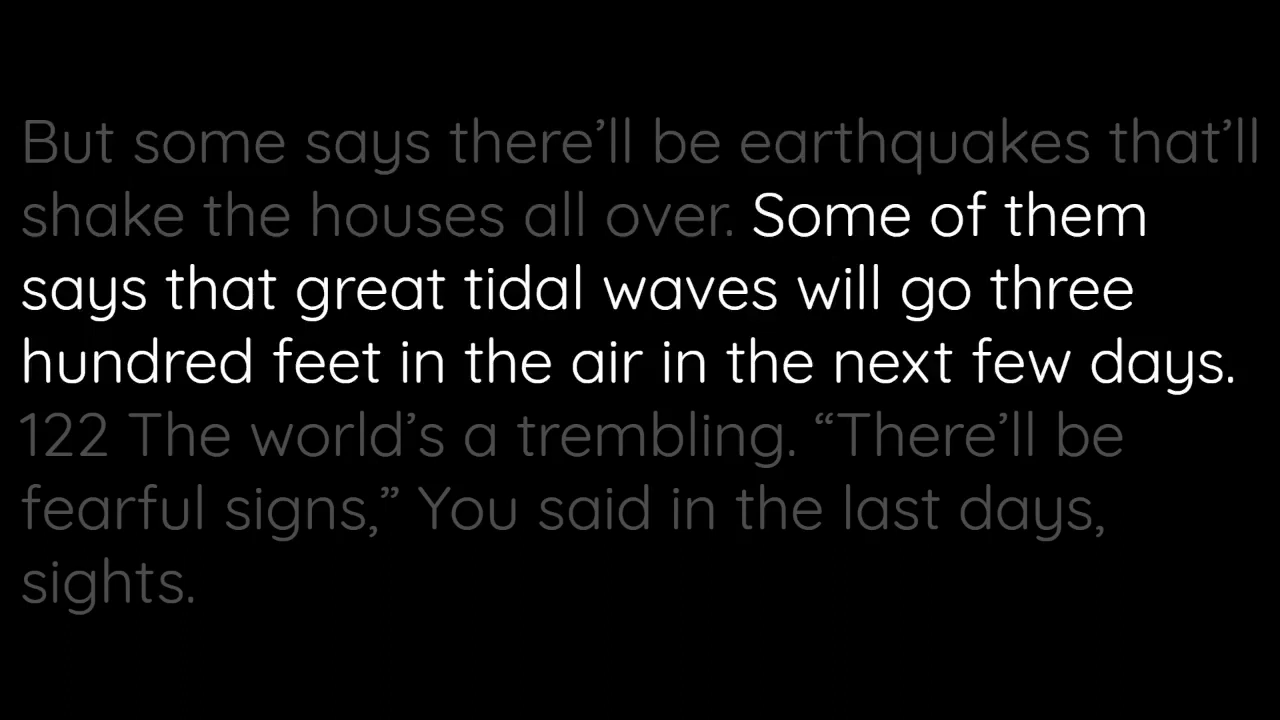 But some says there’ll be earthquakes that’ll
shake the houses all over. Some of them
says that great tidal waves will go three
hundred feet in the air in the next few days.
122 The world’s a trembling. “There’ll be
fearful signs,” You said in the last days,
sights.